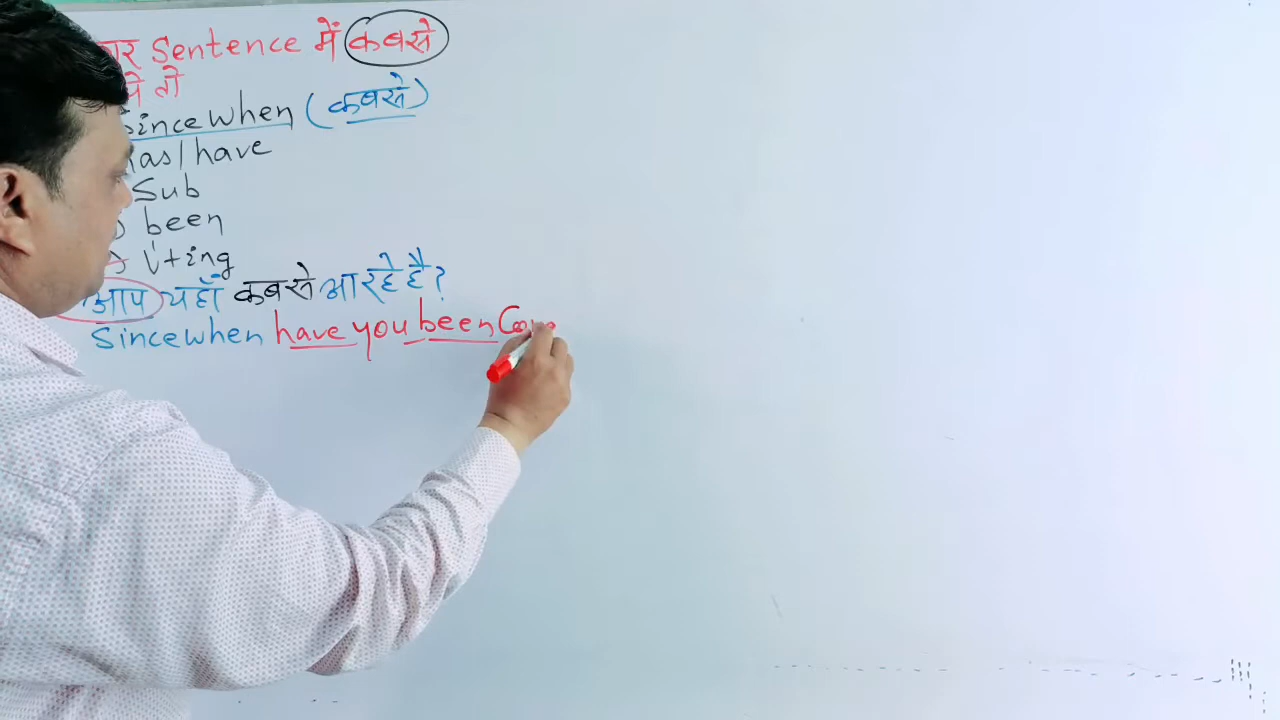 Sentence में कबसे
तो
Since when (कबसे)
has/have
Sub
been
V+ing
आप यहाँ कबसे आ रहे है?
Since when have you been